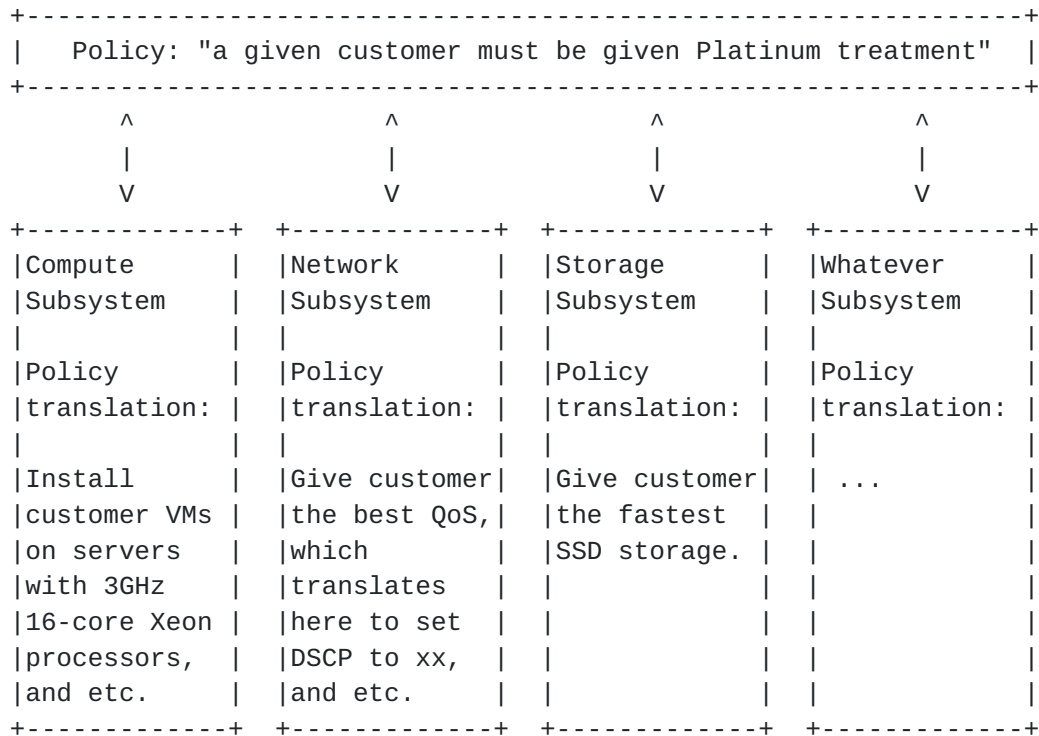 Policy: "a given customer must be given Platinum treatment"
Compute
Subsystem
Policy
translation:
Install
customer VMs
on servers
with 3GHz
16-core Xeon
processors,
and etc.
Network
Subsystem
Policy
translation:
Give customer
the best QoS,
which
translates
here to set
DSCP to xx,
and etc.
Storage
Subsystem
Policy
translation:
Give customer
the fastest
SSD storage.
Whatever
Subsystem
Policy
translation:
...